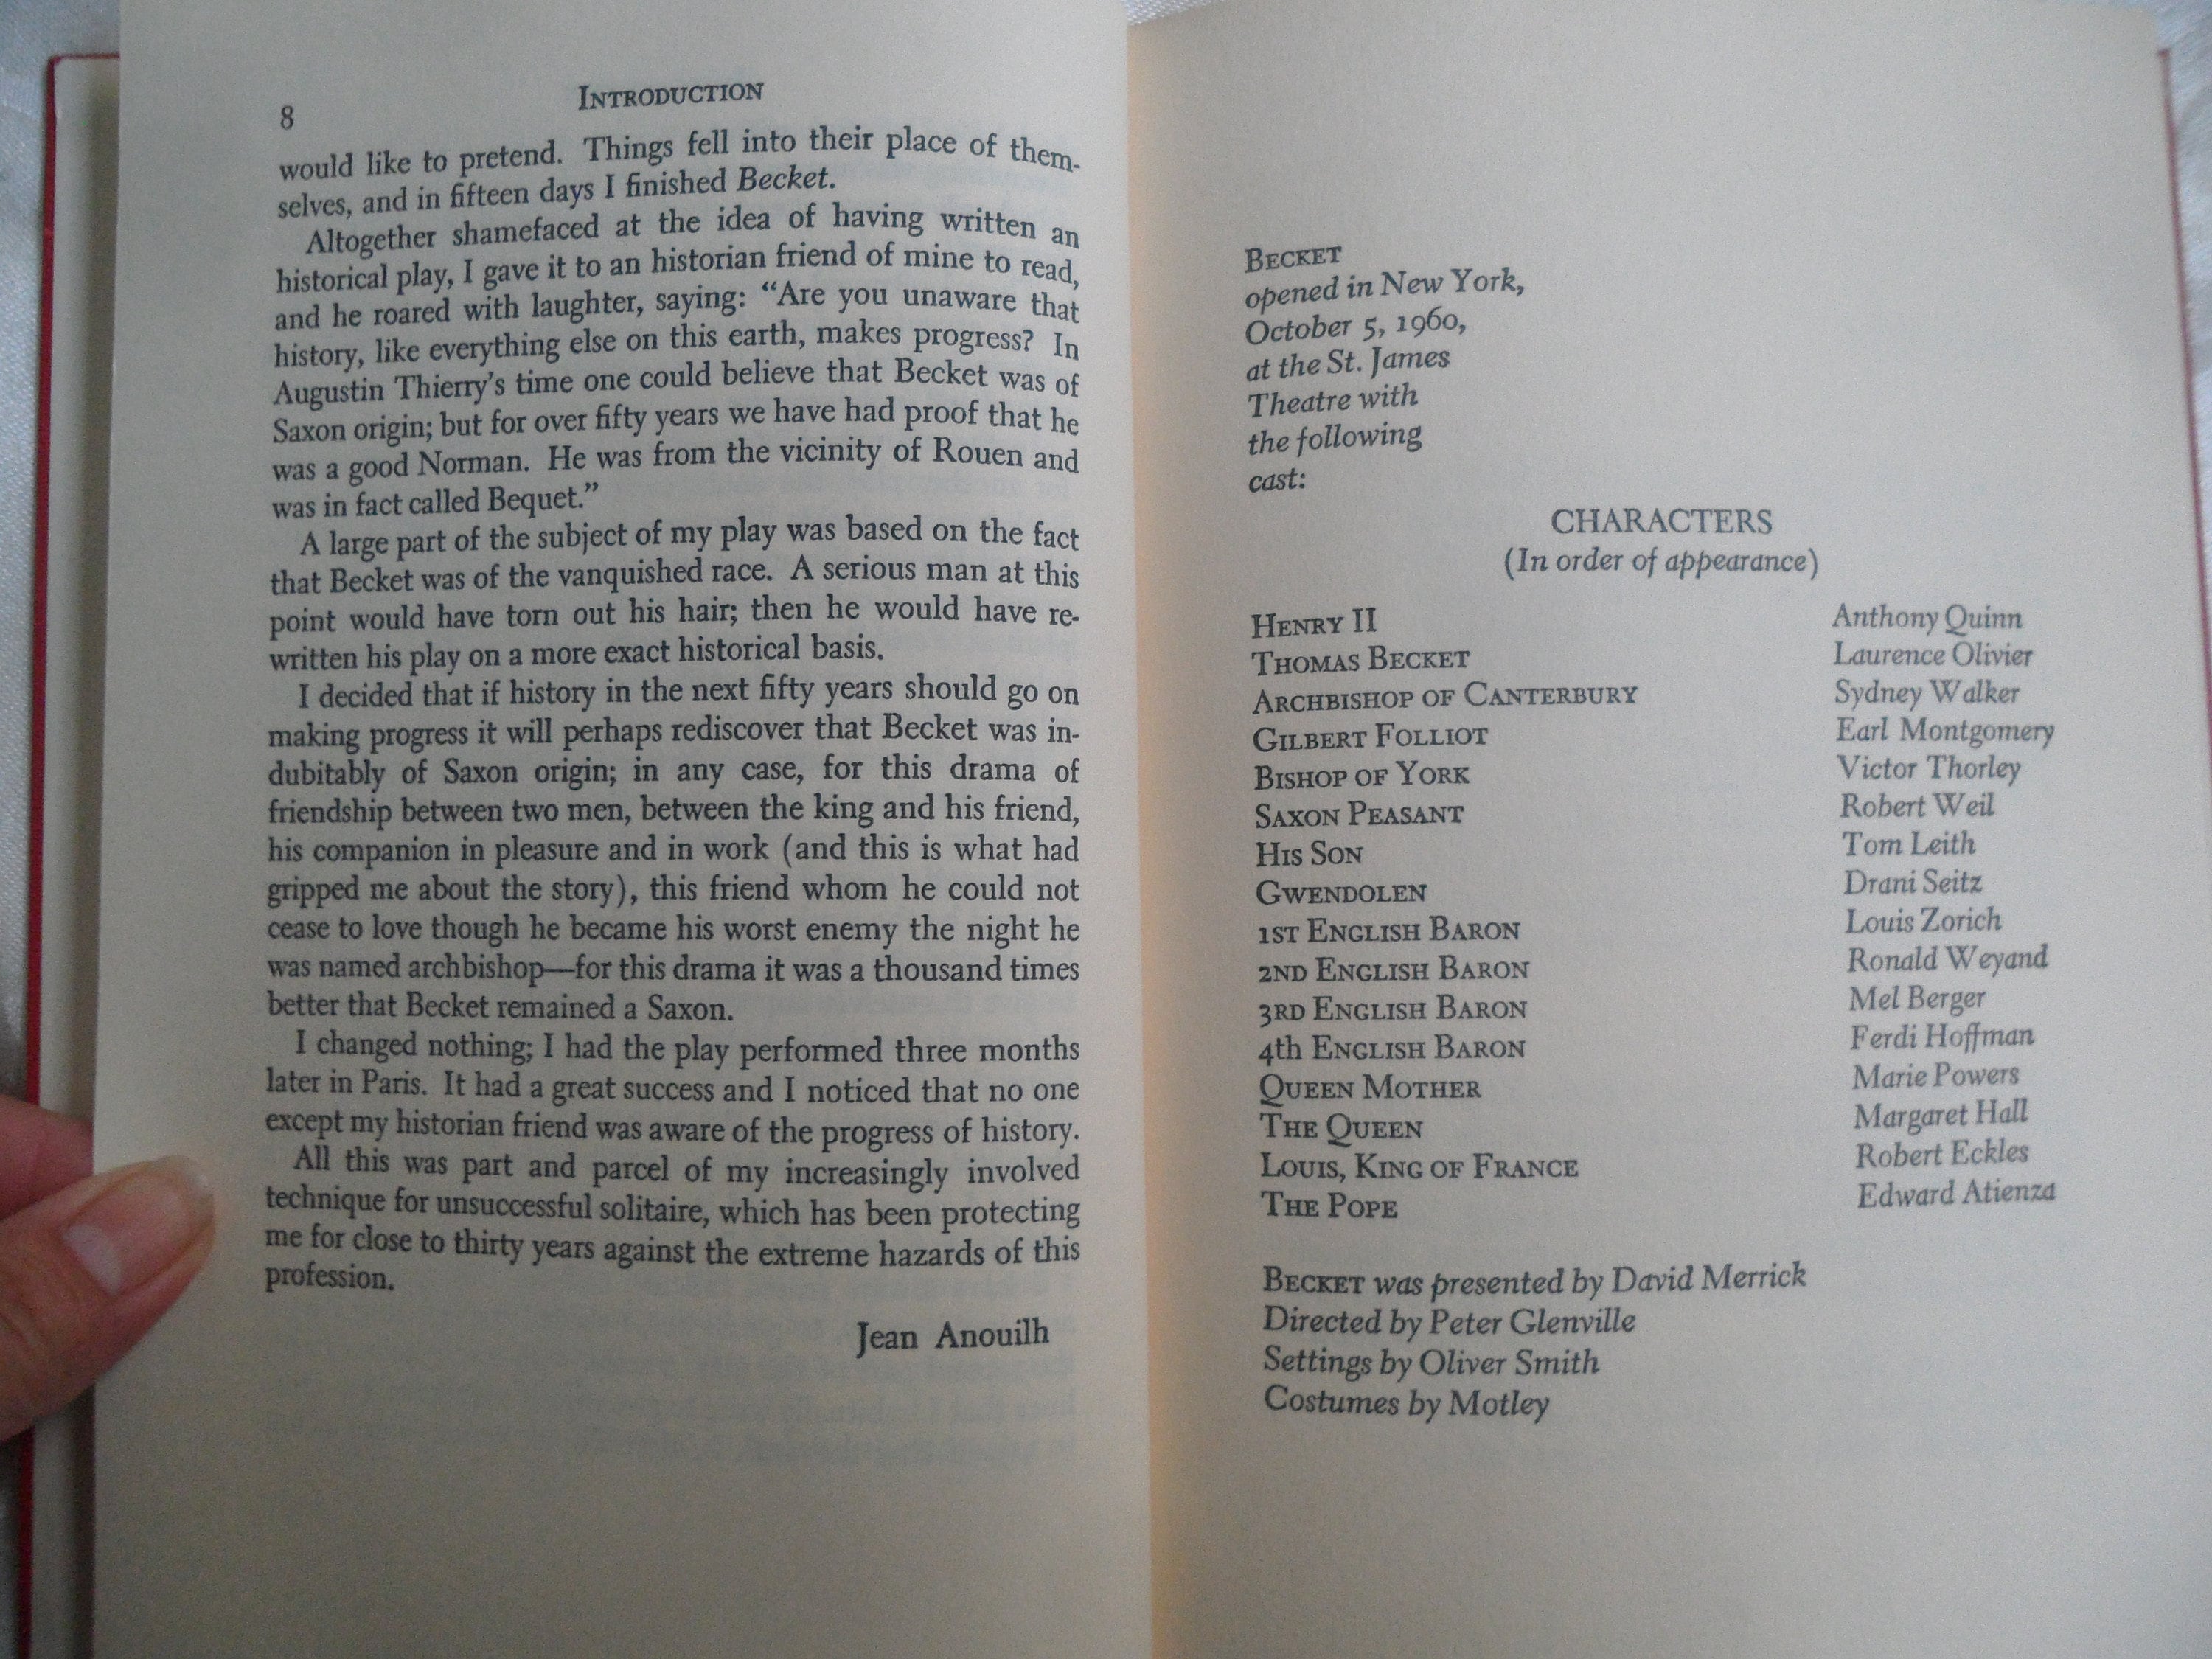 8
INTRODUCTION
would like to pretend. Things fell into their place of them-
selves, and in fifteen days I finished Becket.
Altogether shamefaced at the idea of having written an
historical play, I gave it to an historian friend of mine to read,
and he roared with laughter, saying: “Are you unaware that
history, like everything else on this earth, makes progress? In
Augustin Thierry’s time one could believe that Becket was of
Saxon origin; but for over fifty years we have had proof that he
was a good Norman. He was from the vicinity of Rouen and
was in fact called Bequet.”
A large part of the subject of my play was based on the fact
that Becket was of the vanquished race. A serious man at this
point would have torn out his hair; then he would have re-
written his play on a more exact historical basis.
I decided that if history in the next fifty years should go on
making progress it will perhaps rediscover that Becket was in-
dubitably of Saxon origin; in any case, for this drama of
friendship between two men, between the king and his friend,
his companion in pleasure and in work (and this is what had
gripped me about the story), this friend whom he could not
cease to love though he became his worst enemy the night he
was named archbishop—for this drama it was a thousand times
better that Becket remained a Saxon.
I changed nothing; I had the play performed three months
later in Paris. It had a great success and I noticed that no one
except my historian friend was aware of the progress of history.
All this was part and parcel of my increasingly involved
technique for unsuccessful solitaire, which has been protecting
me for close to thirty years against the extreme hazards of this
profession.
Jean Anouilh
BECKET
opened in New York,
October 5, 1960,
at the St. James
Theatre with
the following
cast:
CHARACTERS
(In order of appearance)
HENRY II Anthony Quinn
THOMAS BECKET Laurence Olivier
ARCHBISHOP OF CANTERBURY Sydney Walker
GILBERT FOLLIOT Earl Montgomery
BISHOP OF YORK Victor Thorley
SAXON PEASANT Robert Weil
HIS SON Tom Leith
GWENDOLEN Drani Seitz
1ST ENGLISH BARON Louis Zorich
2ND ENGLISH BARON Ronald Weyand
3RD ENGLISH BARON Mel Berger
4th ENGLISH BARON Ferdi Hoffman
QUEEN MOTHER Marie Powers
THE QUEEN Margaret Hall
LOUIS, KING OF FRANCE Robert Eckles
THE POPE Edward Atienza
BECKET was presented by David Merrick
Directed by Peter Glenville
Settings by Oliver Smith
Costumes by Motley